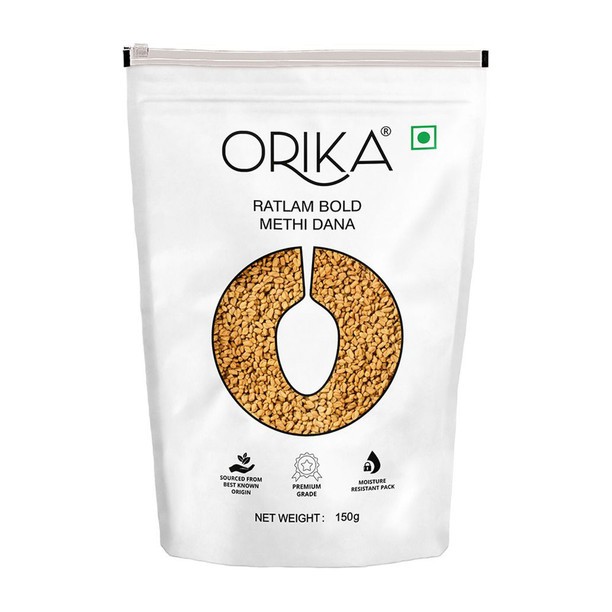 ORIKA®
RATLAM BOLD
METHI DANA
SOURCED FROM
BEST KNOWN
ORIGIN
PREMIUM
GRADE
MOISTURE
RESISTANT PACK
NET WEIGHT: 150g